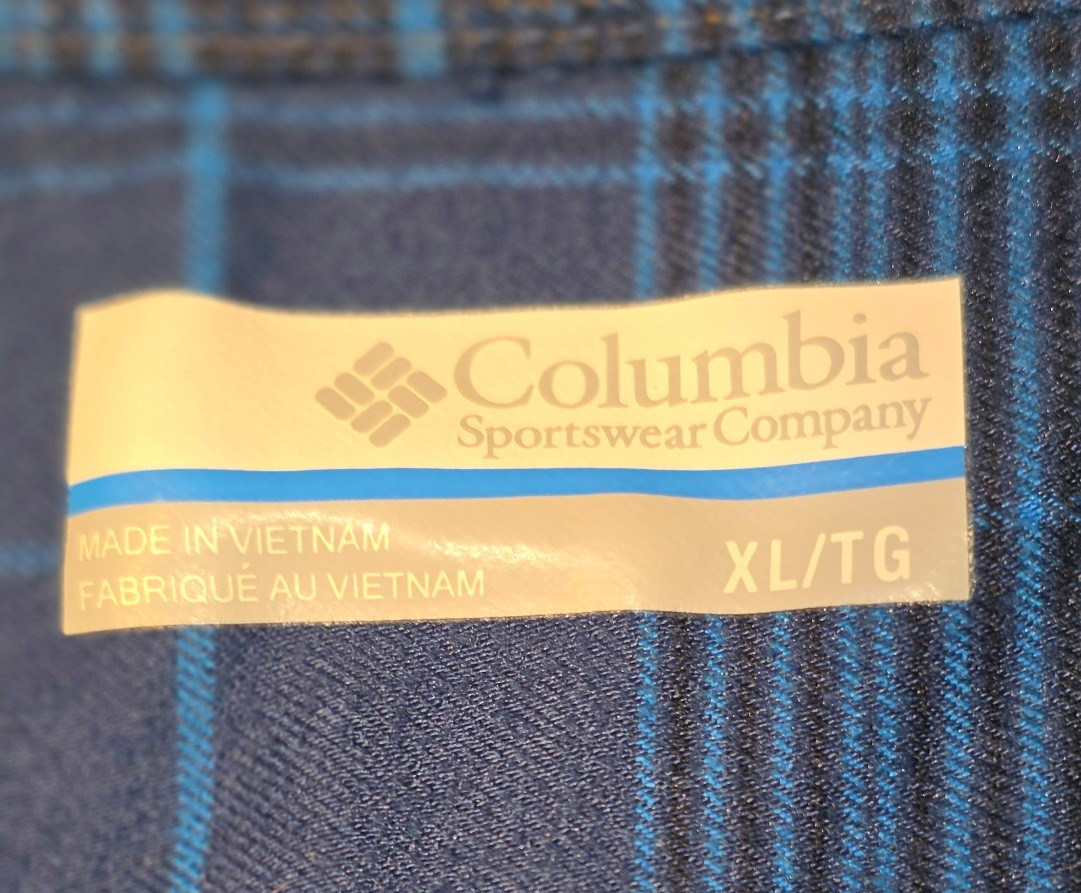 Columbia
Sportswear Company
MADE IN VIETNAM
FABRIQUÉ AU VIETNAM
XL/TG